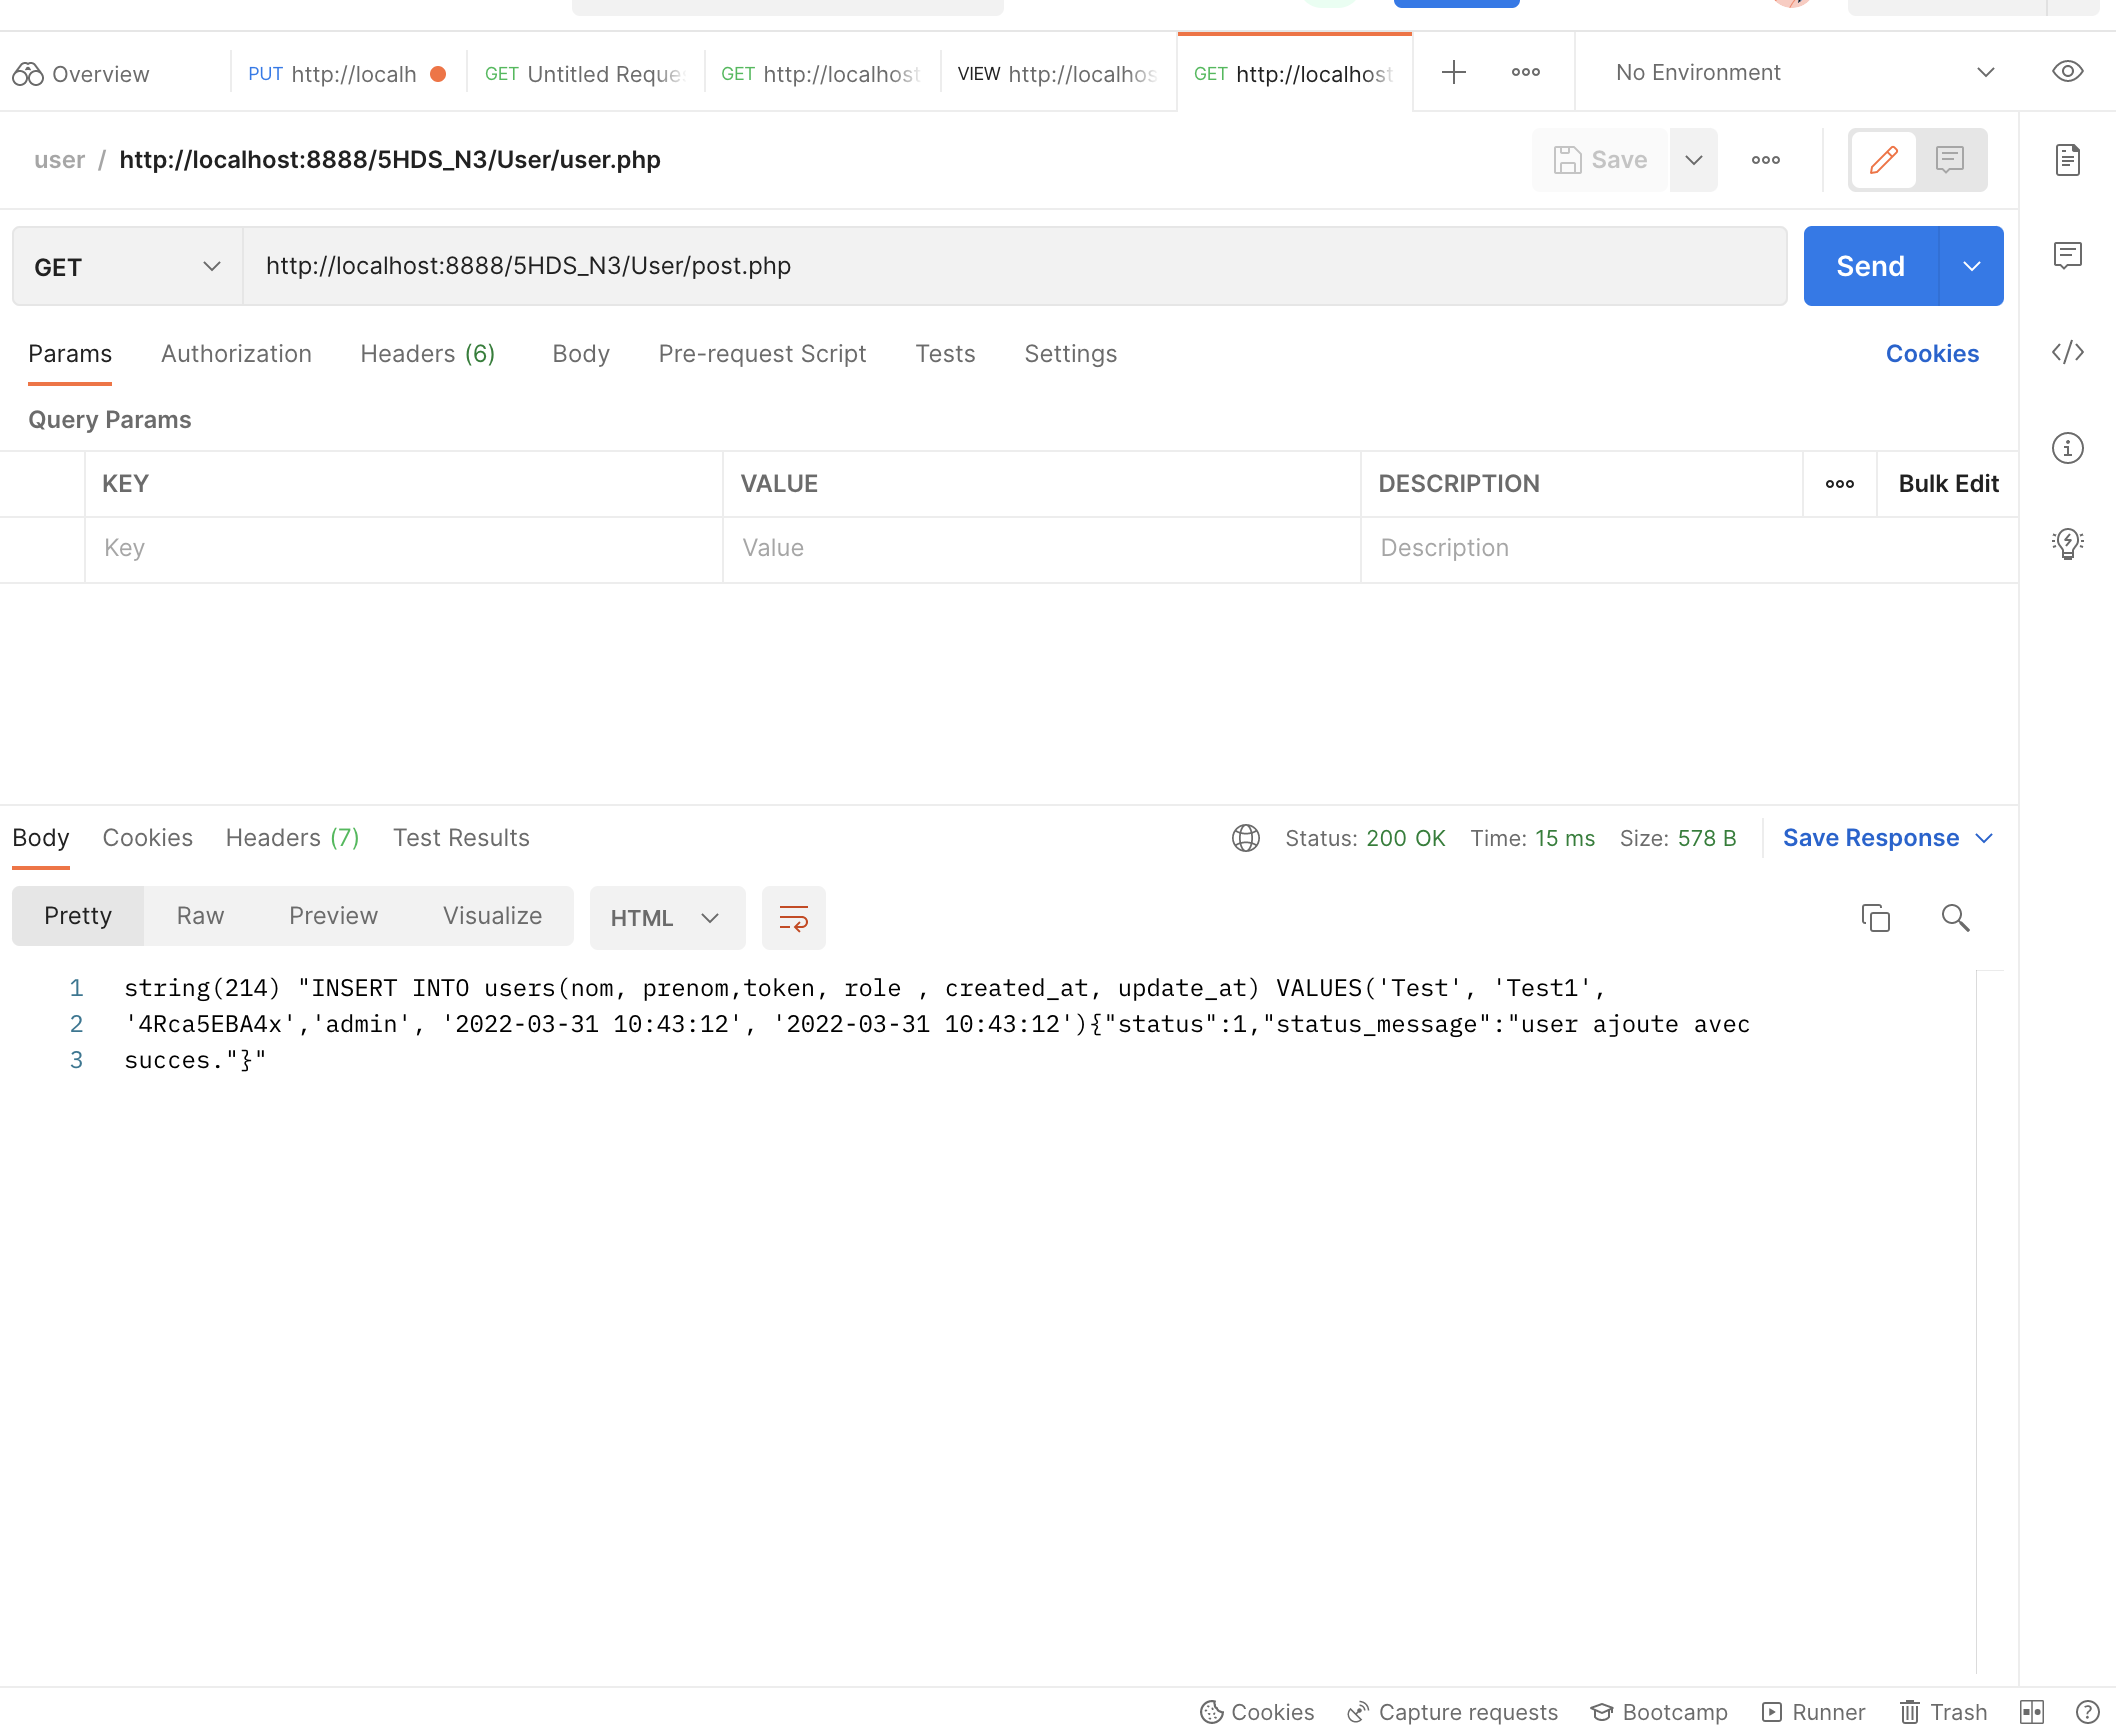 Overview PUT http://localh GET Untitled Reque GET http://localhost VIEW http://localhos GET http://localhost No Environment
user / http://localhost:8888/5HDS_N3/User/user.php Save
GET http://localhost:8888/5HDS_N3/User/post.php Send
Params Authorization Headers (6) Body Pre-request Script Tests Settings Cookies
Query Params
KEY VALUE DESCRIPTION Bulk Edit
Key Value Description
Body Cookies Headers (7) Test Results Status: 200 OK Time: 15 ms Size: 578 B Save Response
Pretty Raw Preview Visualize HTML
1 string(214) "INSERT INTO users(nom, prenom,token, role , created_at, update_at) VALUES('Test', 'Test1',
2 '4Rca5EBA4x','admin', '2022-03-31 10:43:12', '2022-03-31 10:43:12'){"status":1,"status_message":"user ajoute avec
3 succes."}"
Cookies Capture requests Bootcamp Runner Trash